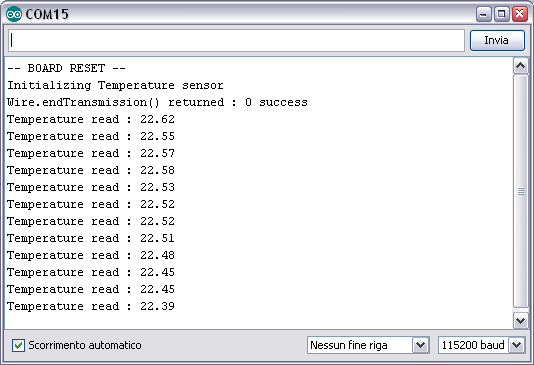 COM15
Invia
-- BOARD RESET --
Initializing Temperature sensor
Wire.endTransmission() returned : 0 success
Temperature read : 22.62
Temperature read : 22.55
Temperature read : 22.57
Temperature read : 22.58
Temperature read : 22.53
Temperature read : 22.52
Temperature read : 22.52
Temperature read : 22.51
Temperature read : 22.48
Temperature read : 22.45
Temperature read : 22.45
Temperature read : 22.39
Scorrimento automatico
Nessun fine riga
115200 baud